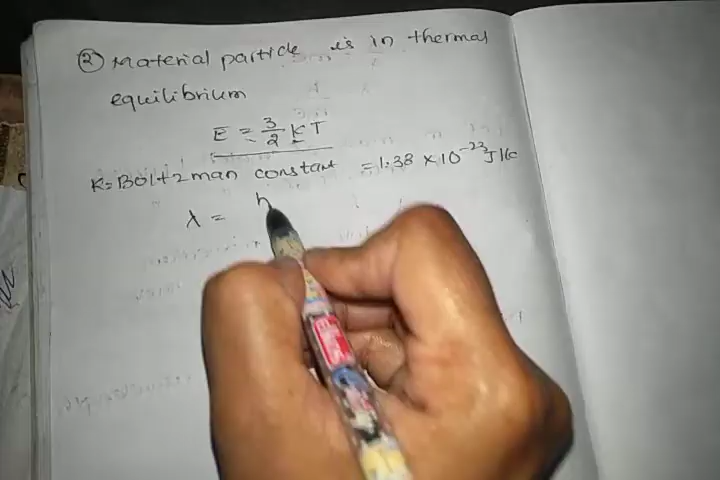 ② Material particle is in thermal
equilibrium
E = 3/2 KT
K = Boltzman constant = 1.38 × 10⁻²³ J/K
λ = h